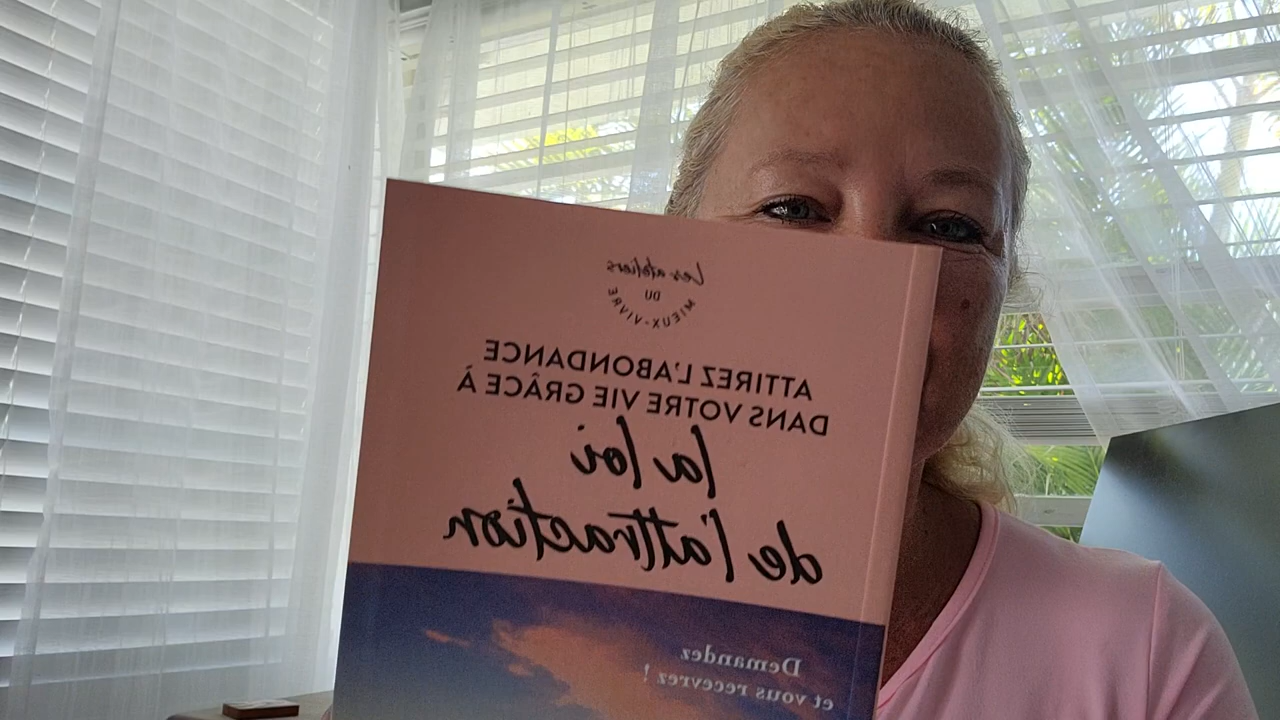 Les ateliers
DU
MIEUX-VIVRE
ATTIREZ L'ABONDANCE
DANS VOTRE VIE GRÂCE À
la loi
de l'attraction
Demandez
et vous recevrez !